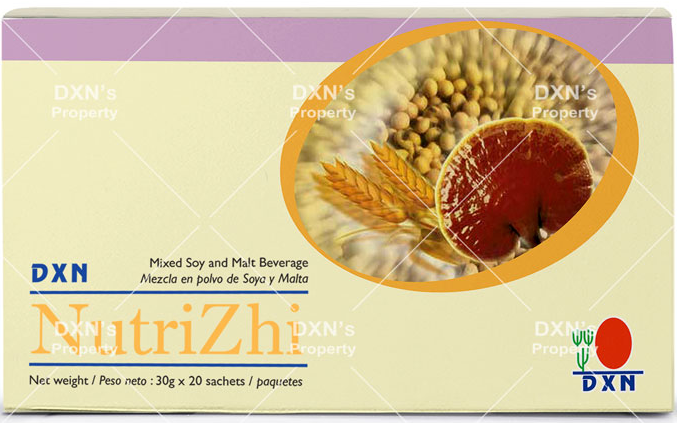 DXN's
Property
DXN's
Property
DXN's
Property
DXN
Mixed Soy and Malt Beverage
Mezcla en polvo de Soya y Malta
NutriZhi
DXN's
Property
DXN's
Property
DXN's
Property
Net weight / Peso neto : 30g x 20 sachets / paquetes
DXN